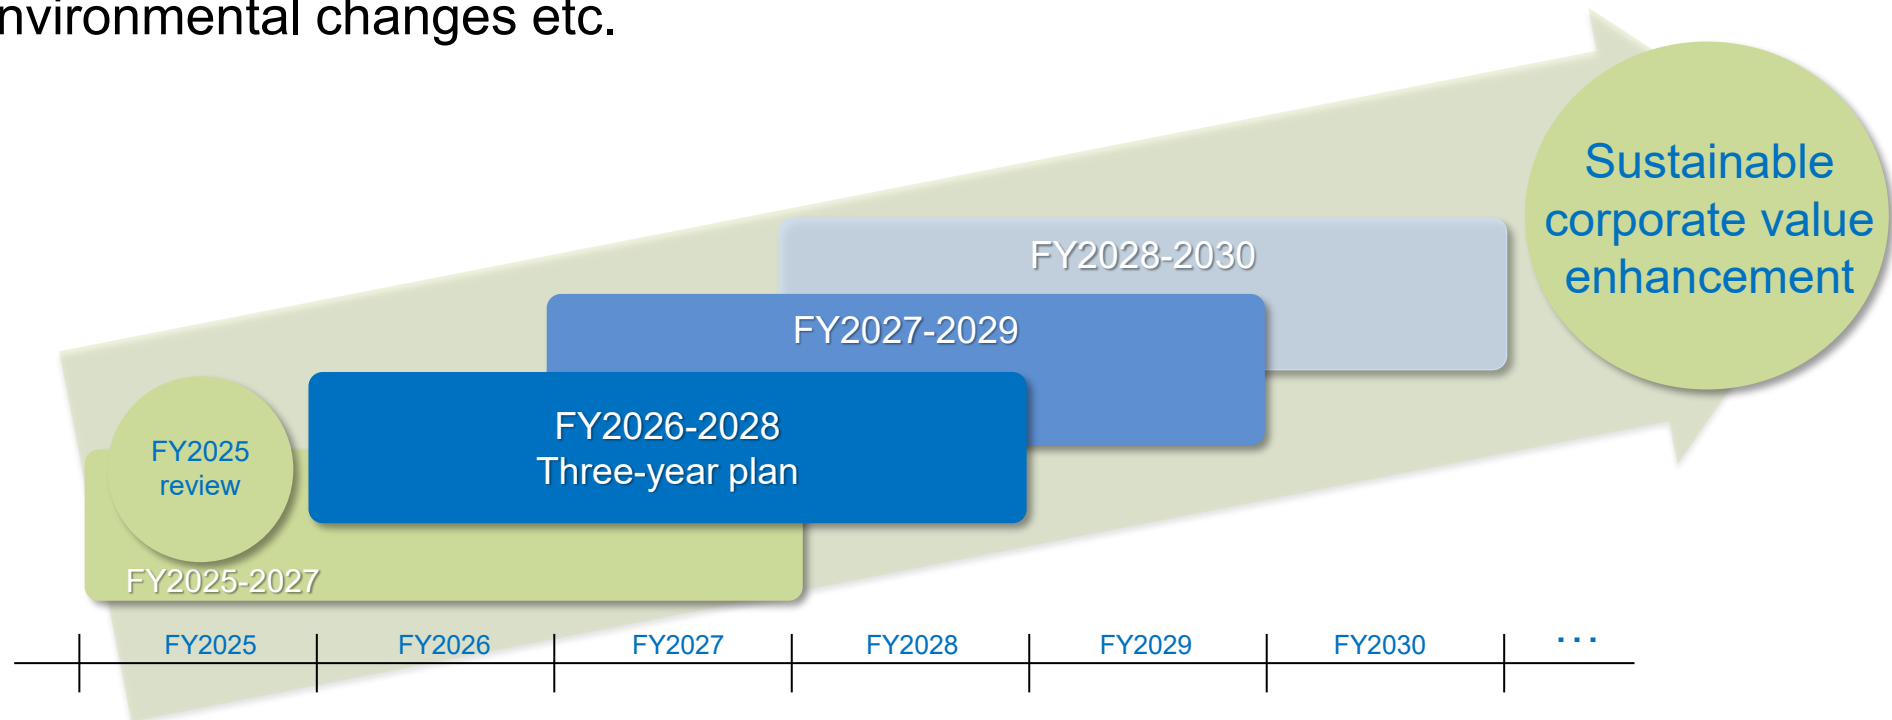 nvironmental changes etc.
Sustainable
corporate value
enhancement
FY2028-2030
FY2027-2029
FY2026-2028
Three-year plan
FY2025
review
FY2025-2027
FY2025 FY2026 FY2027 FY2028 FY2029 FY2030 ...